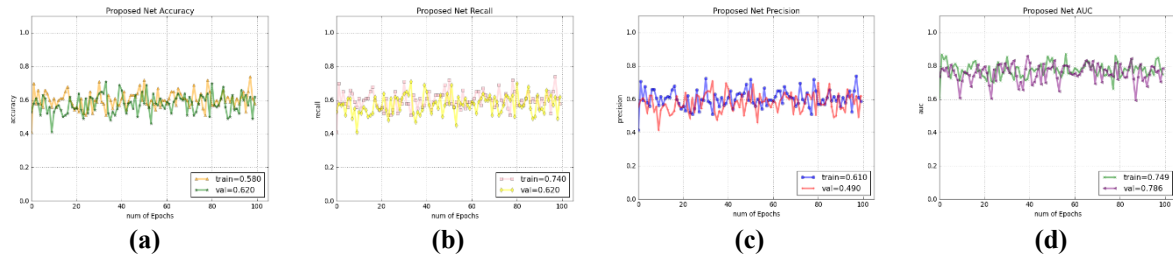 Proposed Net Accuracy
1.0
0.8
0.6
0.4
0.2
0.0
accuracy
0 20 40 60 80 100
num of Epochs
train=0.580
val=0.620
(a)
Proposed Net Recall
1.0
0.8
0.6
0.4
0.2
0.0
recall
0 20 40 60 80 100
num of Epochs
train=0.740
val=0.620
(b)
Proposed Net Precision
1.0
0.8
0.6
0.4
0.2
0.0
precision
0 20 40 60 80 100
num of Epochs
train=0.610
val=0.490
(c)
Proposed Net AUC
1.0
0.8
0.6
0.4
0.2
0.0
auc
0 20 40 60 80 100
num of Epochs
train=0.749
val=0.786
(d)